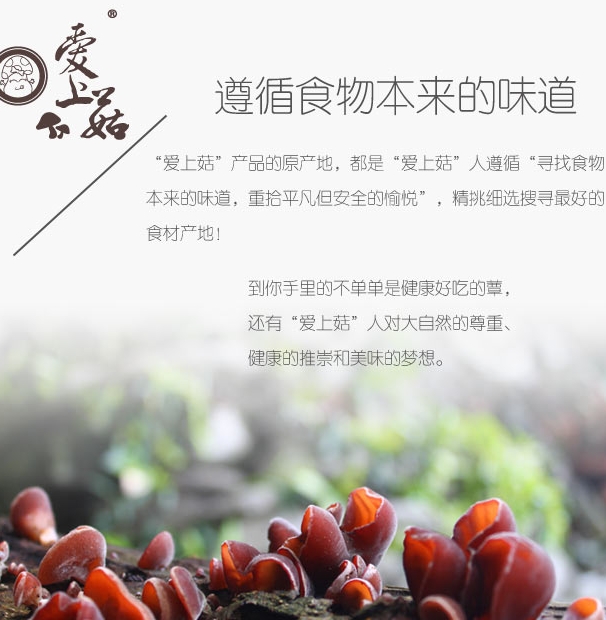 ®
爱
上
菇
遵循食物本来的味道
“爱上菇”产品的原产地，都是“爱上菇”人遵循“寻找食物
本来的味道，重拾平凡但安全的愉悦”，精挑细选搜寻最好的
食材产地！
到你手里的不单单是健康好吃的蕈，
还有“爱上菇”人对大自然的尊重、
健康的推崇和美味的梦想。